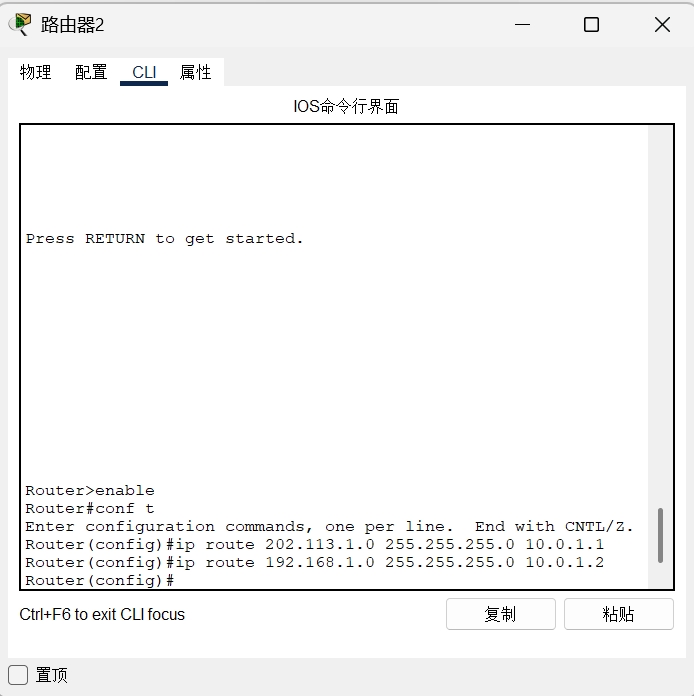 路由器2
物理 配置 CLI 属性
IOS命令行界面
Press RETURN to get started.
Router>enable
Router#conf t
Enter configuration commands, one per line.  End with CNTL/Z.
Router(config)#ip route 202.113.1.0 255.255.255.0 10.0.1.1
Router(config)#ip route 192.168.1.0 255.255.255.0 10.0.1.2
Router(config)#
Ctrl+F6 to exit CLI focus
复制 粘贴
置顶